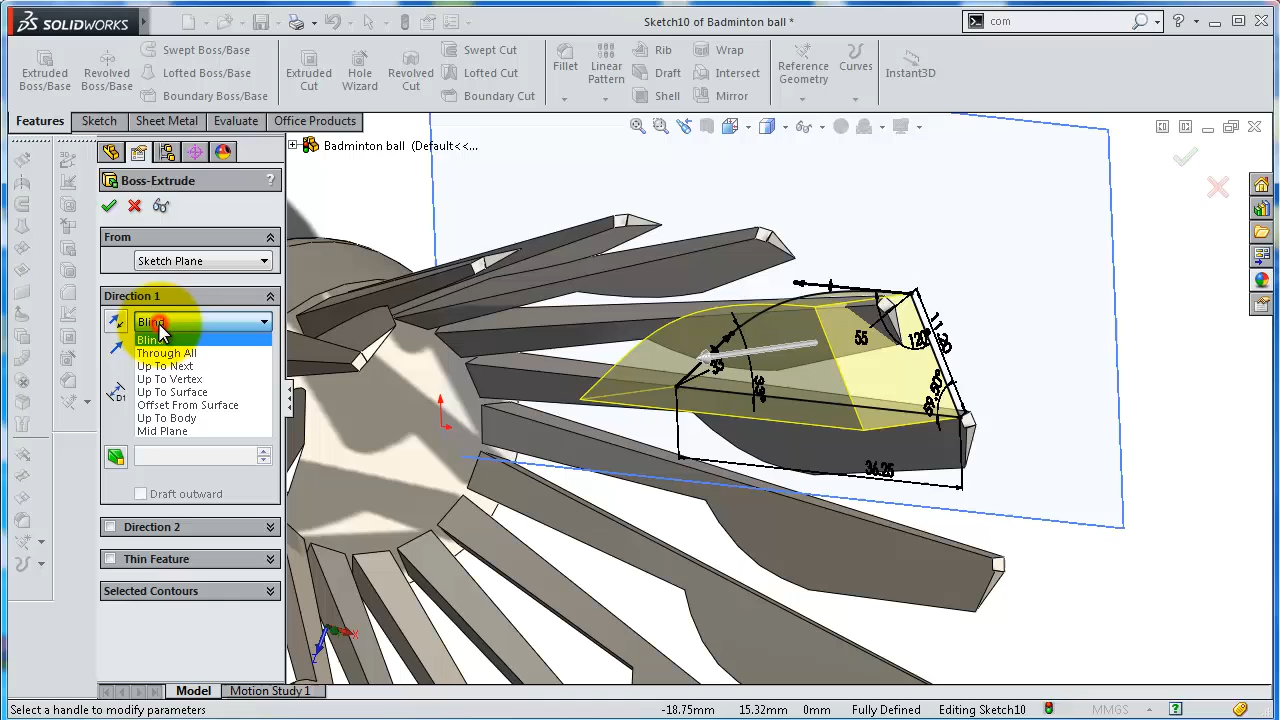 SOLIDWORKS
Sketch10 of Badminton ball *
com
Extruded Boss/Base
Revolved Boss/Base
Swept Boss/Base
Lofted Boss/Base
Boundary Boss/Base
Extruded Cut
Hole Wizard
Revolved Cut
Swept Cut
Lofted Cut
Boundary Cut
Fillet
Linear Pattern
Rib
Draft
Shell
Wrap
Intersect
Mirror
Reference Geometry
Curves
Instant3D
Features
Sketch
Sheet Metal
Evaluate
Office Products
Badminton ball (Default<<...
Boss-Extrude
?
From
Sketch Plane
Direction 1
Blind
Blind
Through All
Up To Next
Up To Vertex
Up To Surface
Offset From Surface
Up To Body
Mid Plane
Draft outward
Direction 2
Thin Feature
Selected Contours
55
120°
36.25
X
Z
Model
Motion Study 1
Select a handle to modify parameters
-18.75mm
15.32mm
0mm
Fully Defined
Editing Sketch10
MMGS